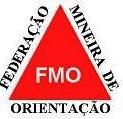 FEDERAÇÃO
MINEIRA DE
FMO
ORIENTAÇÃO